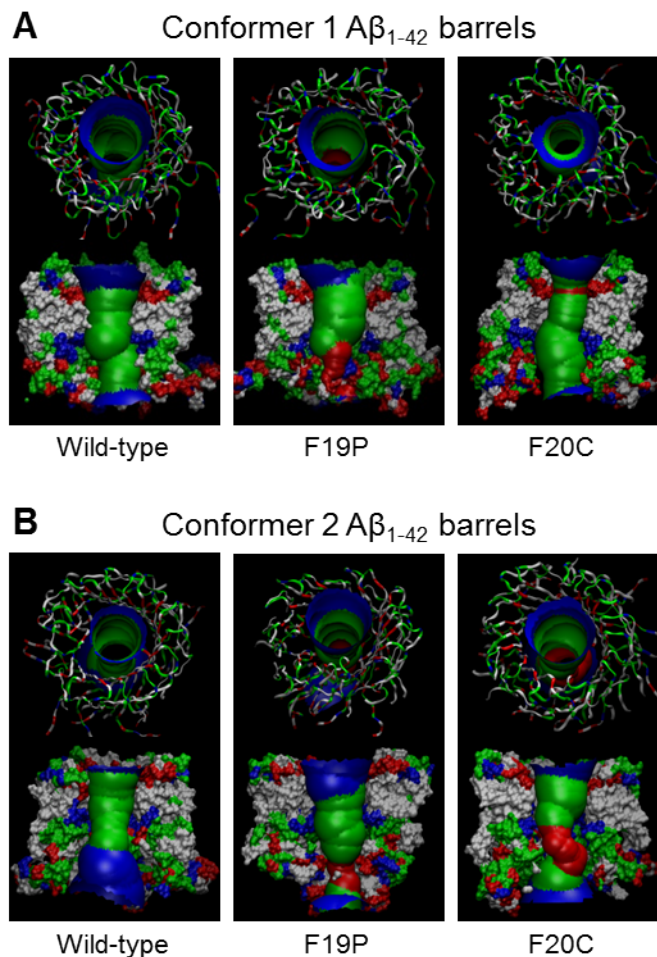 A Conformer 1 Aβ1-42 barrels
Wild-type F19P F20C
B Conformer 2 Aβ1-42 barrels
Wild-type F19P F20C